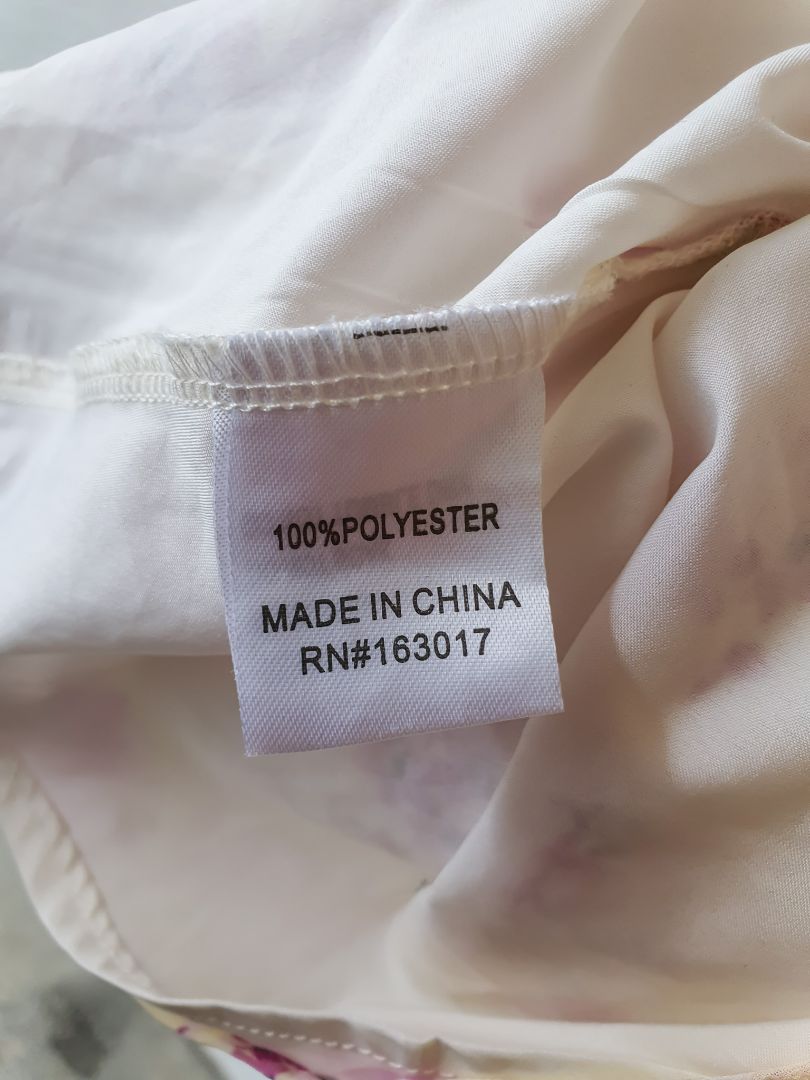 100%POLYESTER
MADE IN CHINA
RN#163017